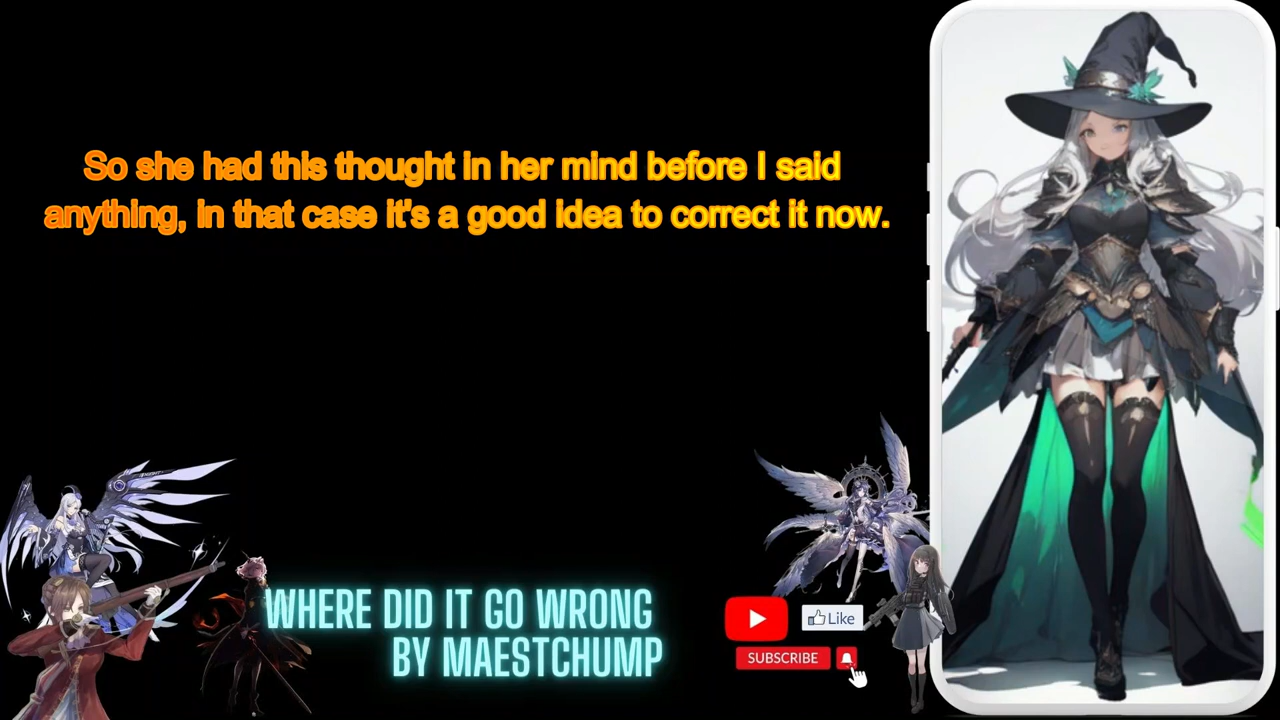 So she had this thought in her mind before I said
anything, in that case it's a good idea to correct it now.
WHERE DID IT GO WRONG
BY MAESTCHUMP
Like
SUBSCRIBE